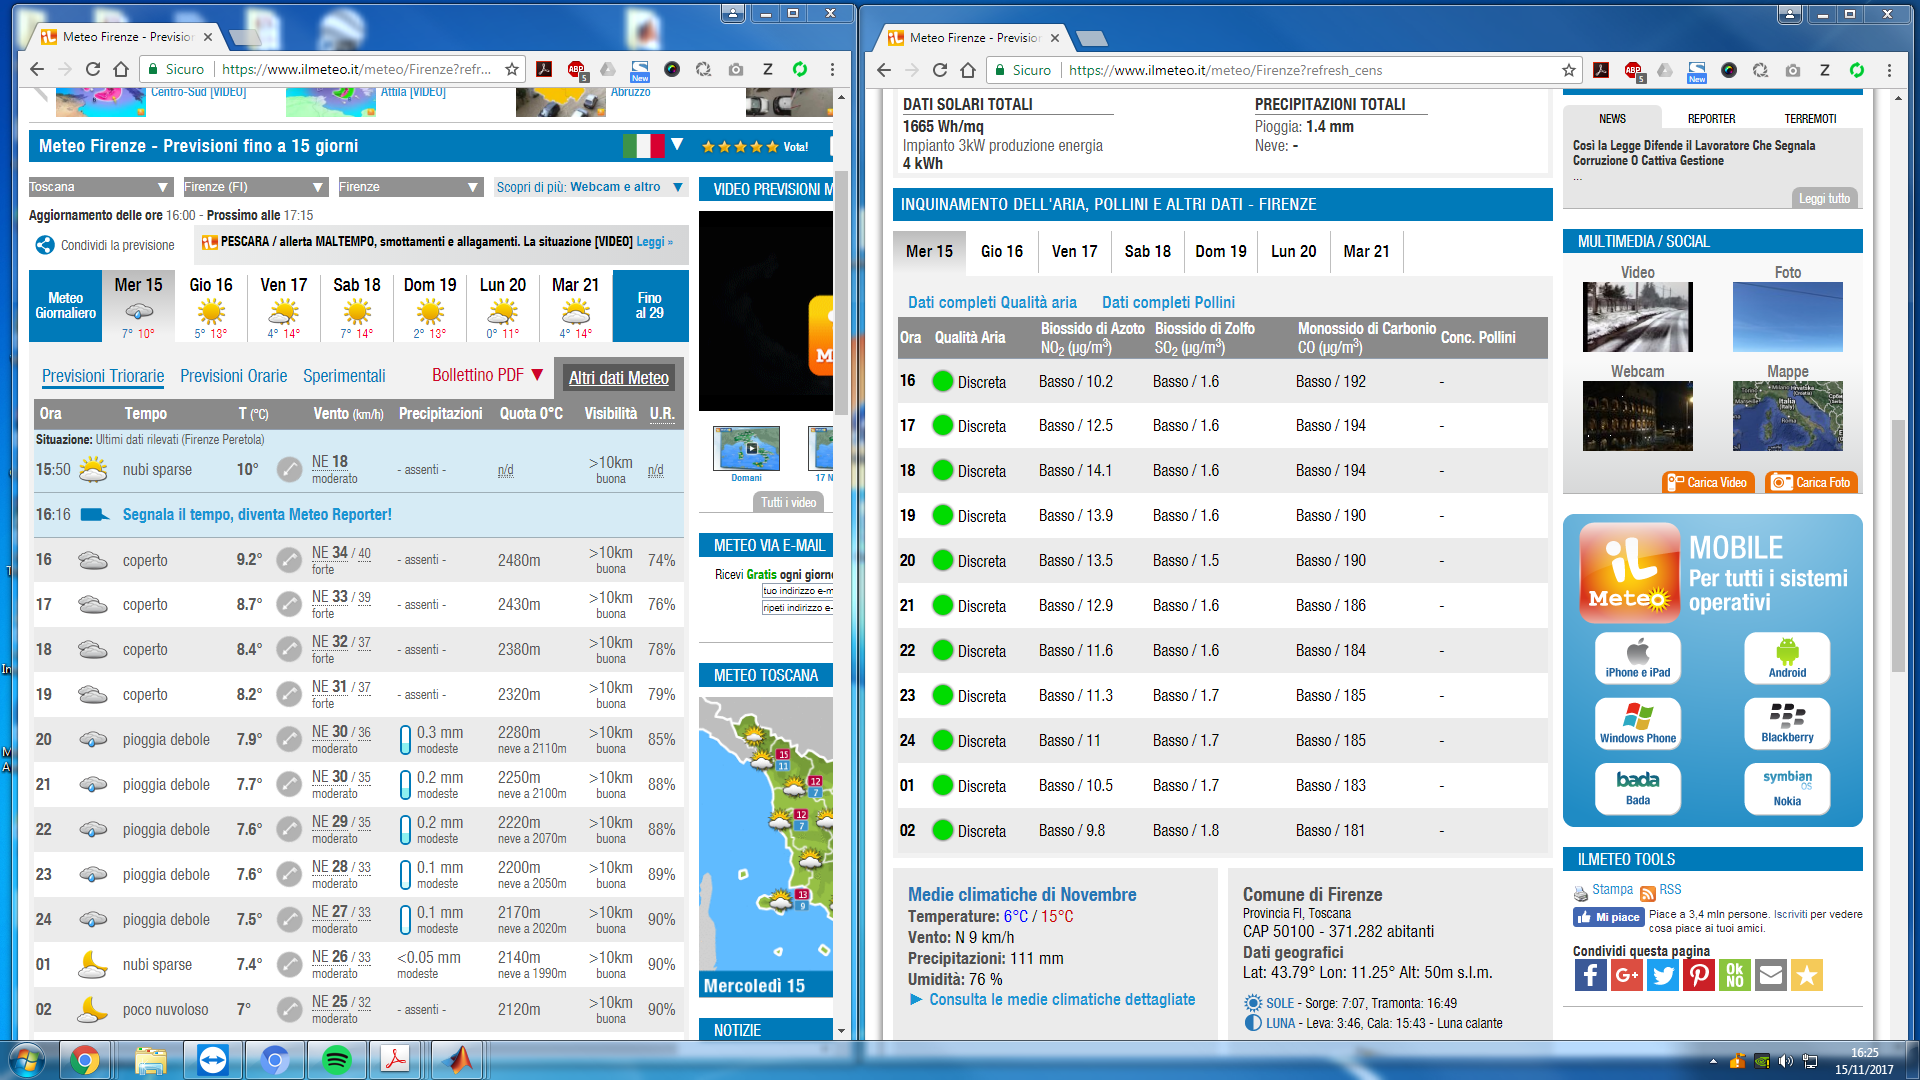 Meteo Firenze - Prevision
Sicuro | https://www.ilmeteo.it/meteo/Firenze?refr...
Centro-Sud [VIDEO]
Attila [VIDEO]
Abruzzo
Meteo Firenze - Previsioni fino a 15 giorni
Vota!
Toscana
Firenze (FI)
Firenze
Scopri di più: Webcam e altro
Aggiornamento delle ore 16:00 - Prossimo alle 17:15
Condividi la previsione
PESCARA / allerta MALTEMPO, smottamenti e allagamenti. La situazione [VIDEO] Leggi »
Meteo Giornaliero
Mer 15 7° 10°
Gio 16 5° 13°
Ven 17 4° 14°
Sab 18 7° 14°
Dom 19 2° 13°
Lun 20 0° 11°
Mar 21 4° 14°
Fino al 29
Previsioni Triorarie Previsioni Orarie Sperimentali Bollettino PDF ▼ Altri dati Meteo
Ora Tempo T (°C) Vento (km/h) Precipitazioni Quota 0°C Visibilità U.R.
Situazione: Ultimi dati rilevati (Firenze Peretola)
15:50 nubi sparse 10° NE 18 moderato - assenti - n/d >10km buona n/d
16:16 Segnala il tempo, diventa Meteo Reporter!
16 coperto 9.2° NE 34 / 40 forte - assenti - 2480m >10km buona 74%
17 coperto 8.7° NE 33 / 39 forte - assenti - 2430m >10km buona 76%
18 coperto 8.4° NE 32 / 37 forte - assenti - 2380m >10km buona 78%
19 coperto 8.2° NE 31 / 37 forte - assenti - 2320m >10km buona 79%
20 pioggia debole 7.9° NE 30 / 36 moderato 0.3 mm modeste 2280m neve a 2110m >10km buona 85%
21 pioggia debole 7.7° NE 30 / 35 moderato 0.2 mm modeste 2250m neve a 2100m >10km buona 88%
22 pioggia debole 7.6° NE 29 / 35 moderato 0.2 mm modeste 2220m neve a 2070m >10km buona 88%
23 pioggia debole 7.6° NE 28 / 33 moderato 0.1 mm modeste 2200m neve a 2050m >10km buona 89%
24 pioggia debole 7.5° NE 27 / 33 moderato 0.1 mm modeste 2170m neve a 2020m >10km buona 90%
01 nubi sparse 7.4° NE 26 / 33 moderato <0.05 mm modeste 2140m neve a 1990m >10km buona 90%
02 poco nuvoloso 7° NE 25 / 32 moderato - assenti - 2120m >10km buona 90%
VIDEO PREVISIONI M
Domani
17 N
Tutti i video
METEO VIA E-MAIL
Ricevi Gratis ogni giorno
tuo indirizzo e-m
ripeti indirizzo e-
METEO TOSCANA
15
11
12
7
12
7
13
9
Mercoledì 15
NOTIZIE
Meteo Firenze - Prevision
Sicuro | https://www.ilmeteo.it/meteo/Firenze?refresh_cens
DATI SOLARI TOTALI
1665 Wh/mq
Impianto 3kW produzione energia
4 kWh
PRECIPITAZIONI TOTALI
Pioggia: 1.4 mm
Neve: -
INQUINAMENTO DELL'ARIA, POLLINI E ALTRI DATI - FIRENZE
Mer 15 Gio 16 Ven 17 Sab 18 Dom 19 Lun 20 Mar 21
Dati completi Qualità aria Dati completi Pollini
Ora Qualità Aria Biossido di Azoto NO2 (µg/m3) Biossido di Zolfo SO2 (µg/m3) Monossido di Carbonio CO (µg/m3) Conc. Pollini
16 Discreta Basso / 10.2 Basso / 1.6 Basso / 192 -
17 Discreta Basso / 12.5 Basso / 1.6 Basso / 194 -
18 Discreta Basso / 14.1 Basso / 1.6 Basso / 194 -
19 Discreta Basso / 13.9 Basso / 1.6 Basso / 190 -
20 Discreta Basso / 13.5 Basso / 1.5 Basso / 190 -
21 Discreta Basso / 12.9 Basso / 1.6 Basso / 186 -
22 Discreta Basso / 11.6 Basso / 1.6 Basso / 184 -
23 Discreta Basso / 11.3 Basso / 1.7 Basso / 185 -
24 Discreta Basso / 11 Basso / 1.7 Basso / 185 -
01 Discreta Basso / 10.5 Basso / 1.7 Basso / 183 -
02 Discreta Basso / 9.8 Basso / 1.8 Basso / 181 -
Medie climatiche di Novembre
Temperature: 6°C / 15°C
Vento: N 9 km/h
Precipitazioni: 111 mm
Umidità: 76 %
► Consulta le medie climatiche dettagliate
Comune di Firenze
Provincia FI, Toscana
CAP 50100 - 371.282 abitanti
Dati geografici
Lat: 43.79° Lon: 11.25° Alt: 50m s.l.m.
SOLE - Sorge: 7:07, Tramonta: 16:49
LUNA - Leva: 3:46, Cala: 15:43 - Luna calante
NEWS REPORTER TERREMOTI
Così la Legge Difende il Lavoratore Che Segnala
Corruzione O Cattiva Gestione
...
Leggi tutto
MULTIMEDIA / SOCIAL
Video Foto
Webcam Mappe
Carica Video Carica Foto
iL Meteo
MOBILE
Per tutti i sistemi
operativi
iPhone e iPad
Android
Windows Phone
Blackberry
bada
Bada
symbian OS
Nokia
ILMETEO TOOLS
Stampa RSS
Mi piace
Piace a 3,4 mln persone. Iscriviti per vedere
cosa piace ai tuoi amici.
Condividi questa pagina
OK NO
16:25
15/11/2017